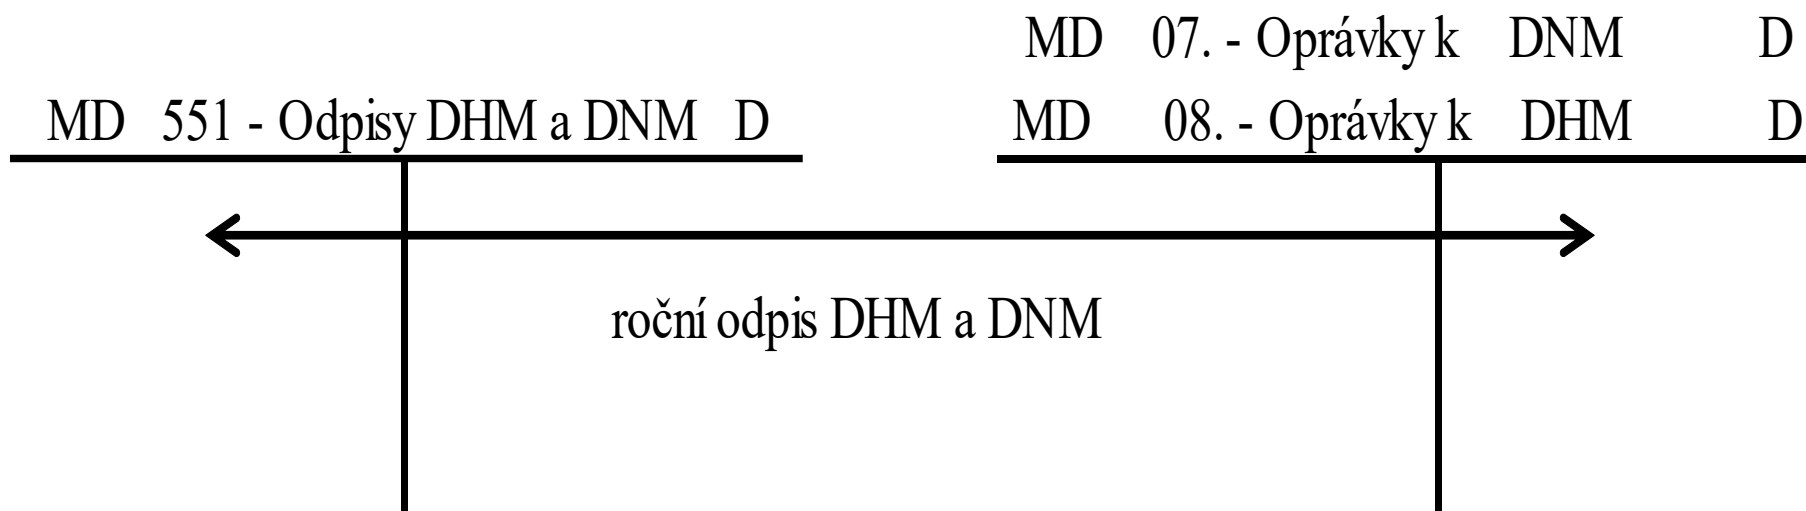 MD 07. - Oprávky k DNM D
MD 551 - Odpisy DHM a DNM D MD 08. - Oprávky k DHM D
roční odpis DHM a DNM